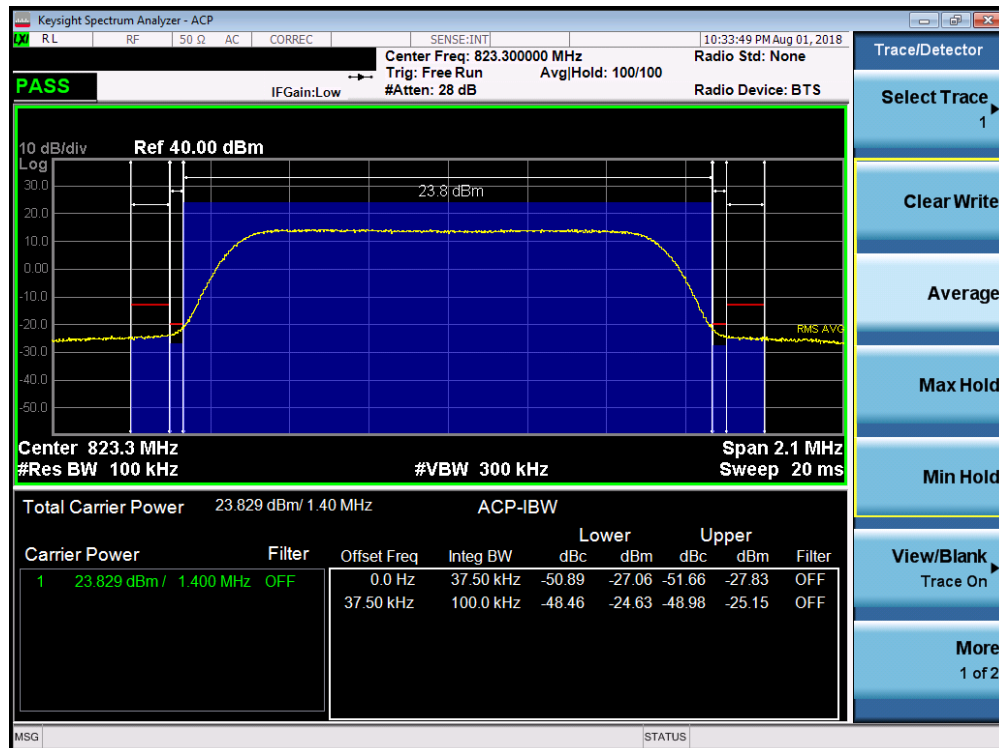 Keysight Spectrum Analyzer - ACP
LXI RL RF 50 Ω AC CORREC SENSE:INT 10:33:49 PM Aug 01, 2018
Center Freq: 823.300000 MHz Radio Std: None
Trig: Free Run Avg|Hold: 100/100
PASS IFGain:Low #Atten: 28 dB Radio Device: BTS
10 dB/div Ref 40.00 dBm
Log
30.0
23.8 dBm
20.0
10.0
0.00
-10.0
-20.0
RMS AVG
-30.0
-40.0
-50.0
Center 823.3 MHz Span 2.1 MHz
#Res BW 100 kHz #VBW 300 kHz Sweep 20 ms
Total Carrier Power 23.829 dBm/ 1.40 MHz ACP-IBW
Lower Upper
Carrier Power Filter Offset Freq Integ BW dBc dBm dBc dBm Filter
1 23.829 dBm / 1.400 MHz OFF 0.0 Hz 37.50 kHz -50.89 -27.06 -51.66 -27.83 OFF
37.50 kHz 100.0 kHz -48.46 -24.63 -48.98 -25.15 OFF
MSG STATUS
Trace/Detector
Select Trace
1
Clear Write
Average
Max Hold
Min Hold
View/Blank
Trace On
More
1 of 2